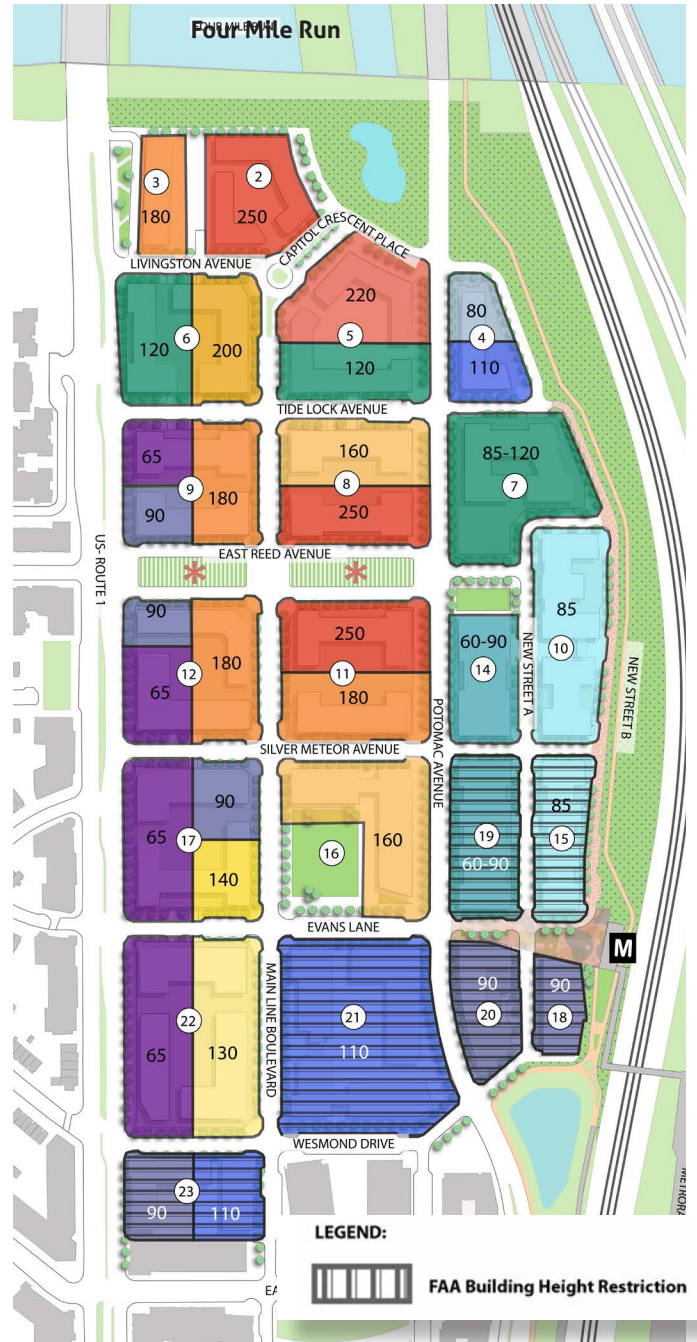 FOUR MILE RUN
Four Mile Run
3
2
180
250
CAPITOL CRESCENT PLACE
LIVINGSTON AVENUE
220
80
6
5
4
120
200
120
110
TIDE LOCK AVENUE
65
160
85-120
9
8
7
180
90
250
EAST REED AVENUE
US- ROUTE 1
90
85
250
60-90
180
12
11
14
10
65
180
NEW STREET A
NEW STREET B
POTOMAC AVENUE
SILVER METEOR AVENUE
90
85
65
17
160
19
15
16
60-90
140
EVANS LANE
M
MAIN LINE BOULEVARD
90
90
22
21
20
18
65
130
110
WESMOND DRIVE
23
90
110
METRORA
LEGEND:
FAA Building Height Restriction
EA